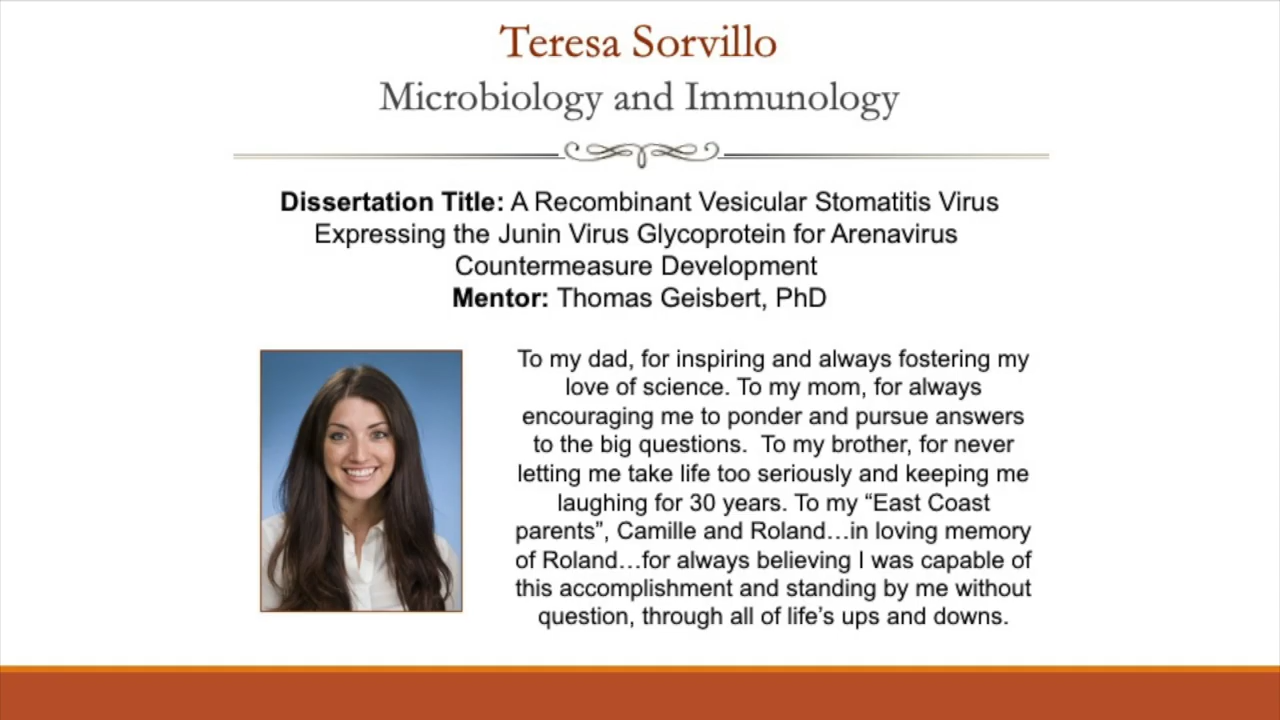 Teresa Sorvillo
Microbiology and Immunology
Dissertation Title: A Recombinant Vesicular Stomatitis Virus
Expressing the Junin Virus Glycoprotein for Arenavirus
Countermeasure Development
Mentor: Thomas Geisbert, PhD
To my dad, for inspiring and always fostering my
love of science. To my mom, for always
encouraging me to ponder and pursue answers
to the big questions.  To my brother, for never
letting me take life too seriously and keeping me
laughing for 30 years. To my “East Coast
parents”, Camille and Roland…in loving memory
of Roland…for always believing I was capable of
this accomplishment and standing by me without
question, through all of life’s ups and downs.